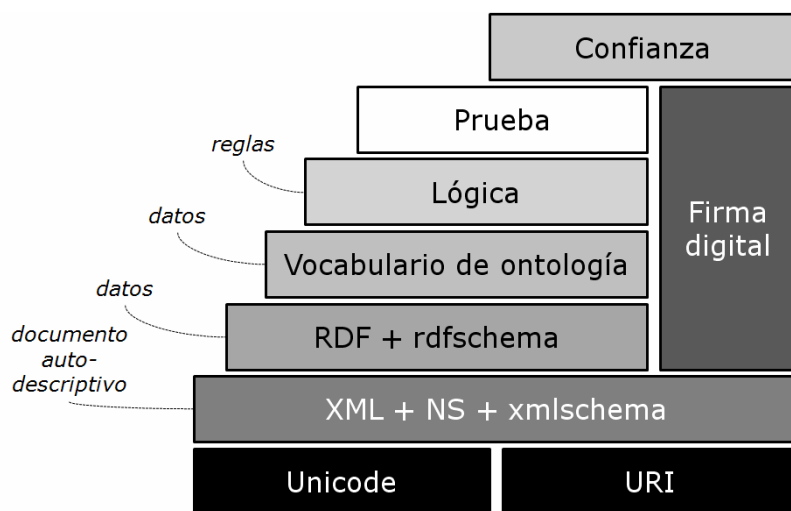 Confianza
Prueba
reglas
Lógica
Firma
digital
datos
Vocabulario de ontología
datos
RDF + rdfschema
documento
auto-
descriptivo
XML + NS + xmlschema
Unicode
URI